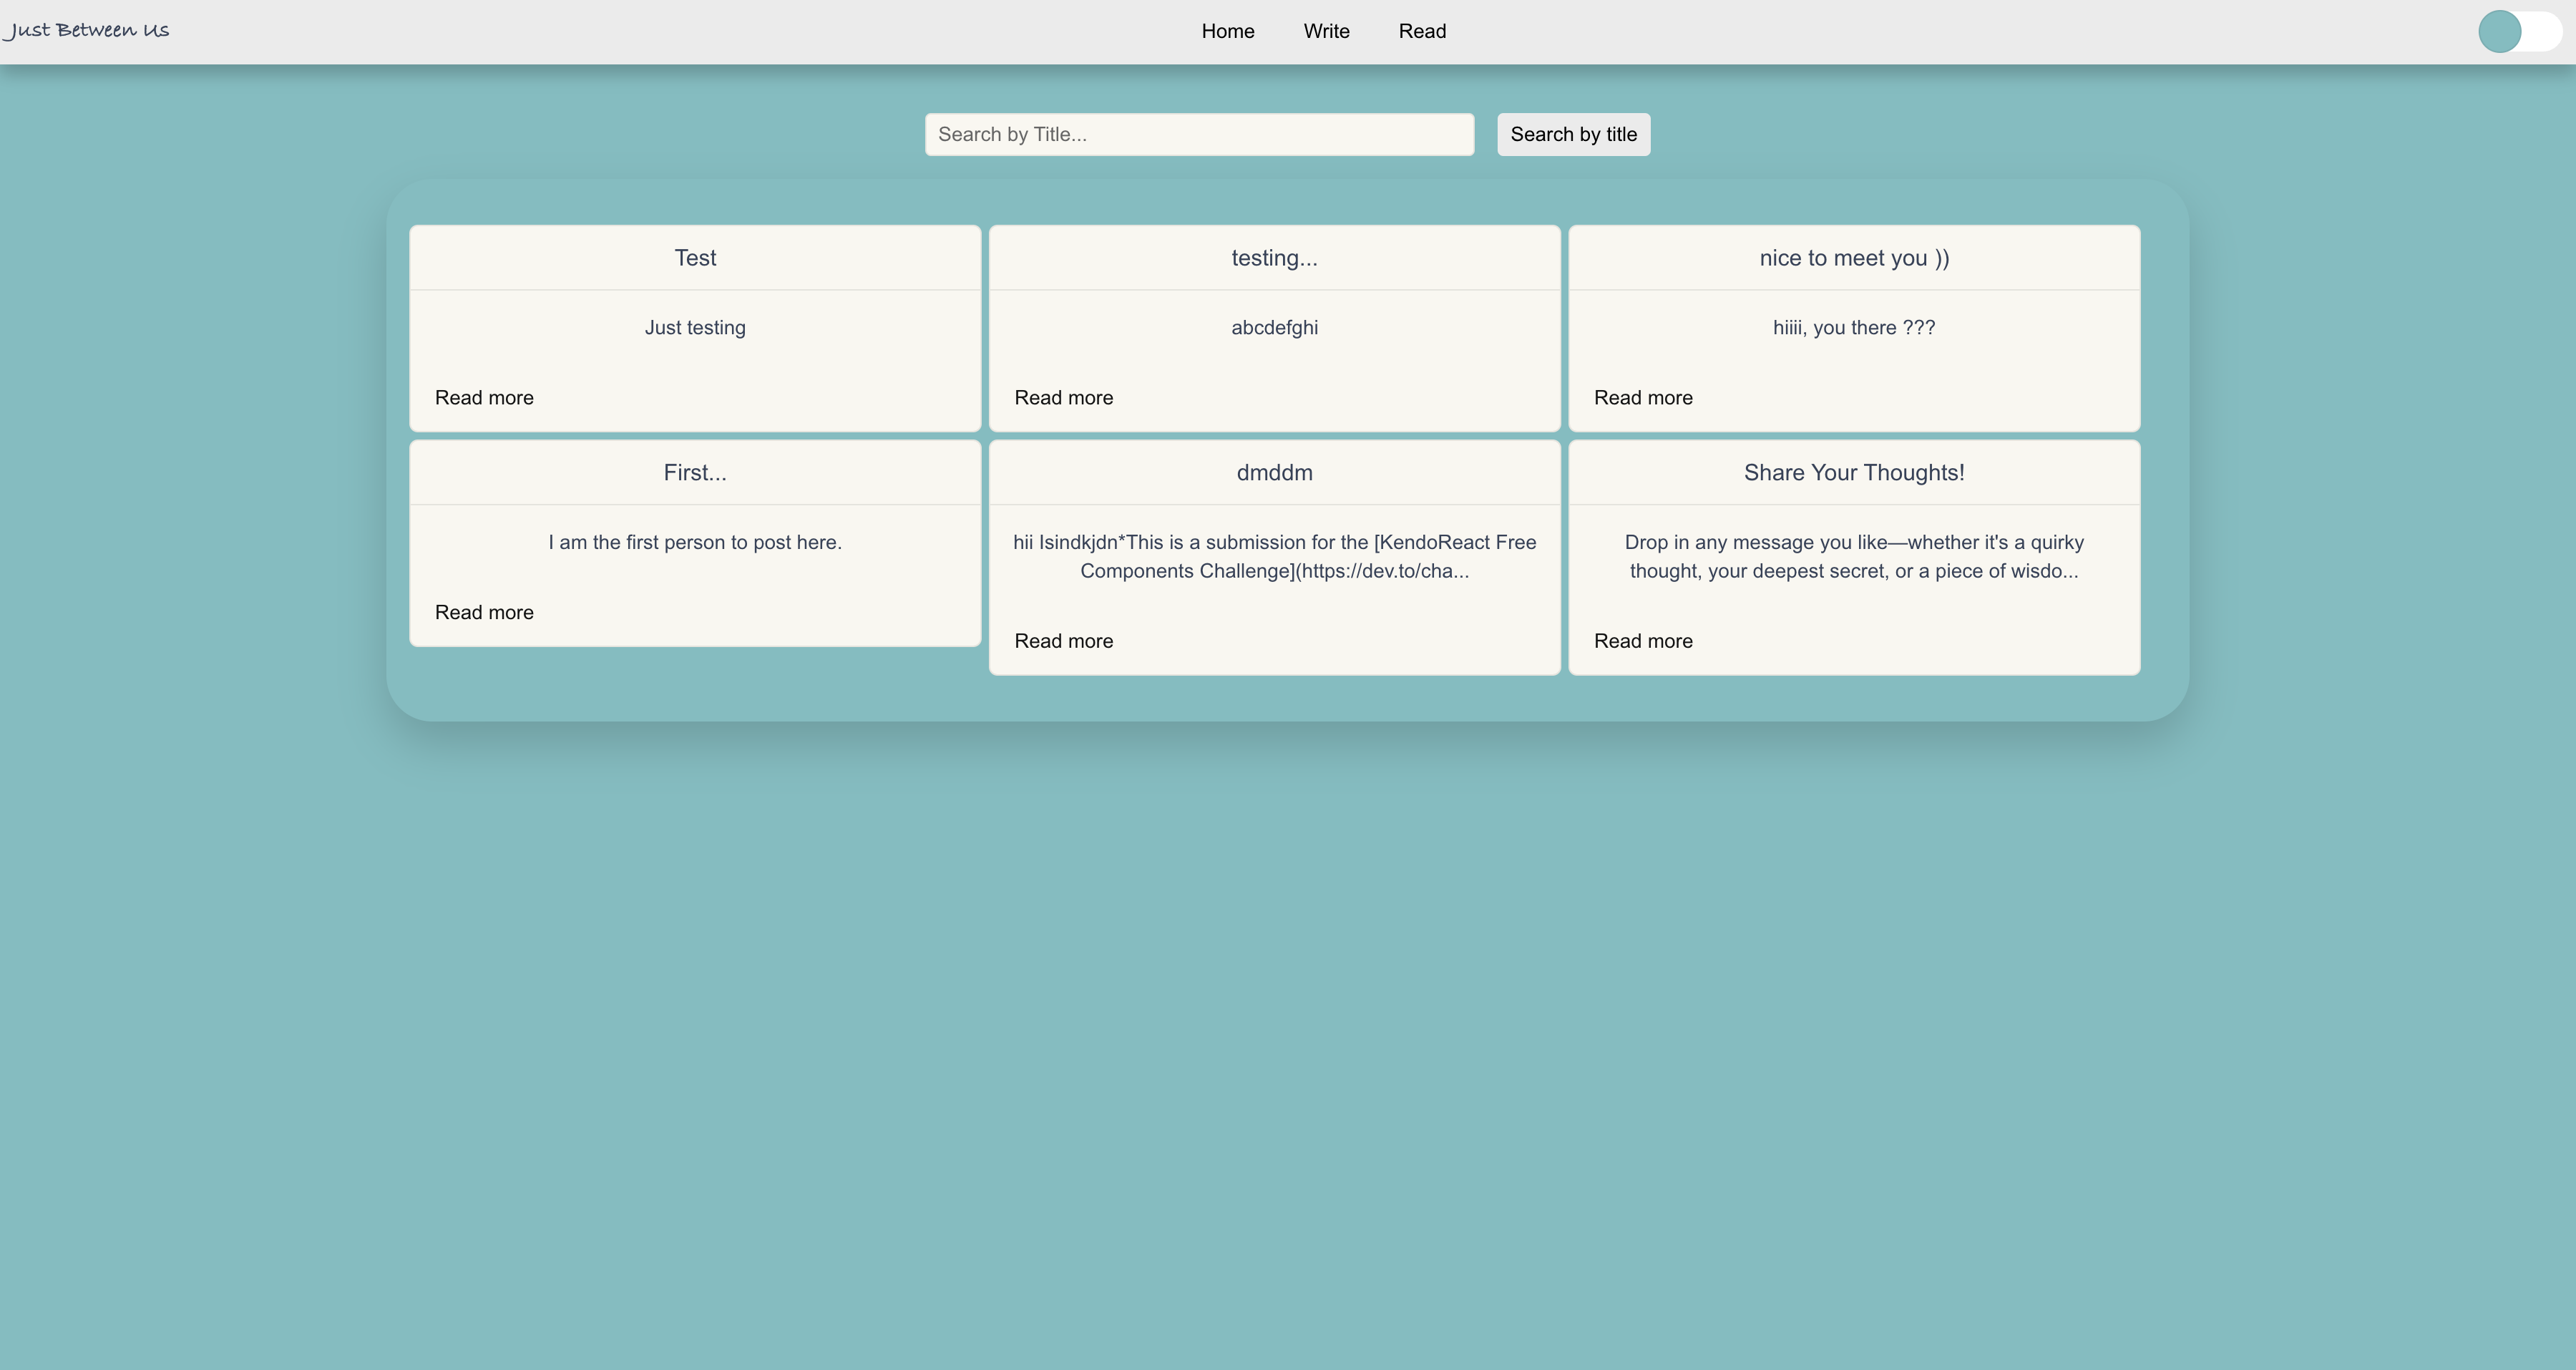 Just Between Us
Home
Write
Read
Search by Title...
Search by title
Test
Just testing
Read more
testing...
abcdefghi
Read more
nice to meet you ))
hiiii, you there ???
Read more
First...
I am the first person to post here.
Read more
dmddm
hii Isindkjdn*This is a submission for the [KendoReact Free
Components Challenge](https://dev.to/cha...
Read more
Share Your Thoughts!
Drop in any message you like—whether it's a quirky
thought, your deepest secret, or a piece of wisdo...
Read more